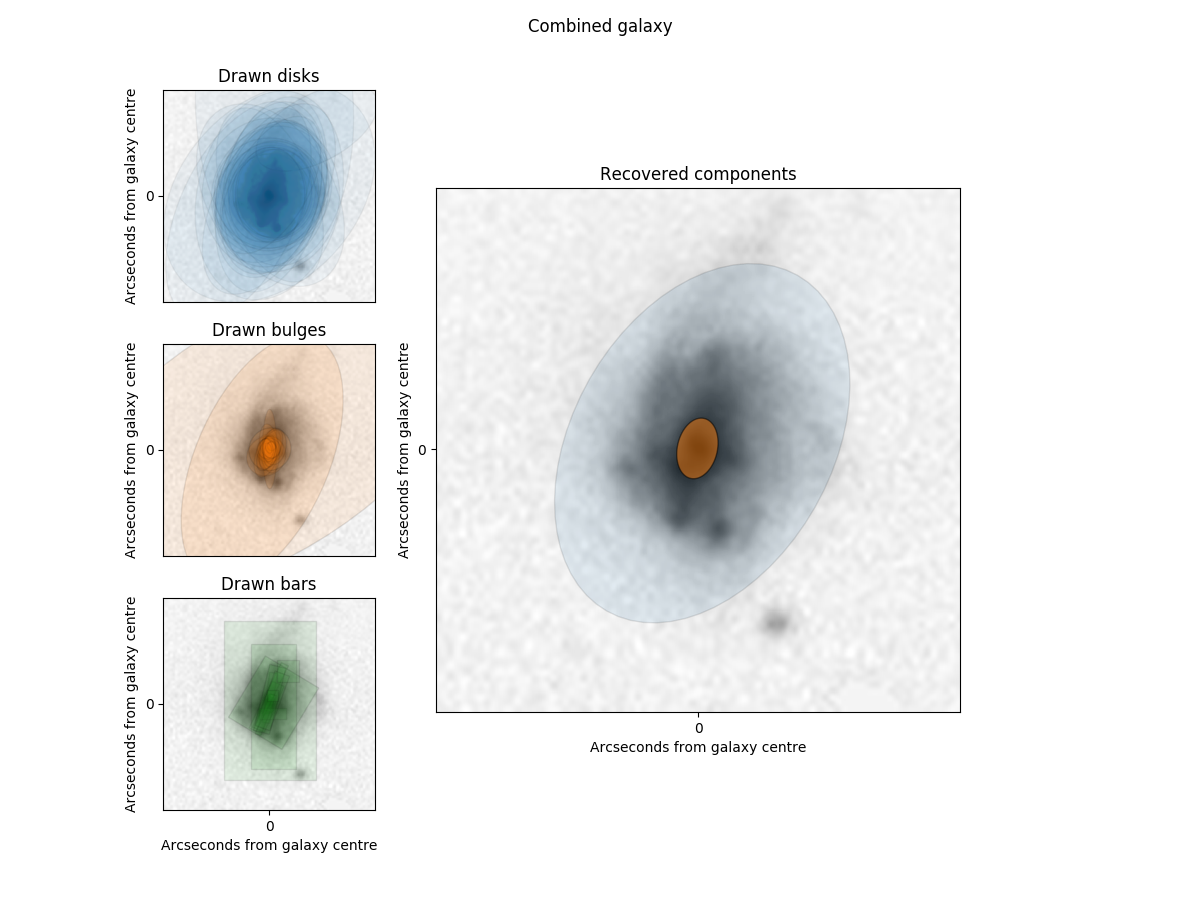 Combined galaxy
Drawn disks
Arcseconds from galaxy centre
0
Drawn bulges
Arcseconds from galaxy centre
0
Drawn bars
Arcseconds from galaxy centre
0
0
Arcseconds from galaxy centre
Recovered components
Arcseconds from galaxy centre
0
0
Arcseconds from galaxy centre